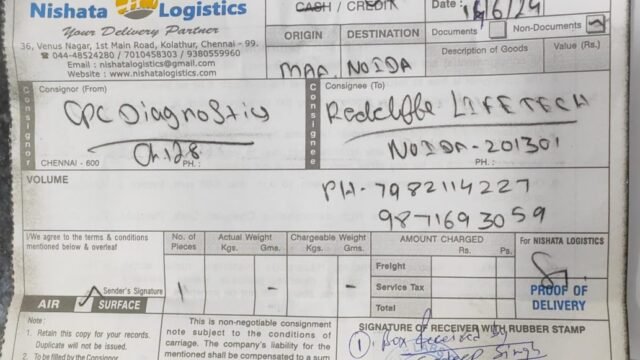 Nishata Logistics
Your Delivery Partner
36, Venus Nagar, 1st Main Road, Kolathur, Chennai - 99.
044-48524280 / 7010458303 / 9380559960
Email : nishatalogistics@gmail.com
Website : www.nishatalogistics.com
CASH / CREDIT
Date : 6/24
ORIGIN
DESTINATION
MAA NOIDA
Documents
Non-Documents
Description of Goods
Value (Rs.)
Consignor
Consignor (From)
CPC Diagnostics
Ch.128
CHENNAI - 600
PH. :
Consignee
Consignee (To)
Redcliffe LIFETECH
NOIDA-201301
PH. :
VOLUME
PH- 7982114227
9871693059
I/We agree to the terms & conditions
mentioned below & overleaf
Sender's Signature
AIR
SURFACE
No. of
Pieces
1
Actual Weight
Kgs. Gms.
-
Chargeable Weight
Kgs. Gms.
-
AMOUNT CHARGED
Rs. Ps.
Freight
Service Tax
Total
For NISHATA LOGISTICS
PROOF OF
DELIVERY
Note :
1. Retain this copy for your records.
Duplicate will not be issued.
2. To be filled by the Consignor
This is non-negotiable consignment
note subject to the conditions of
carriage. The company's liability for
mentioned shall be compensated to a sum
SIGNATURE OF RECEIVER WITH RUBBER STAMP
1 Box received by
Singh